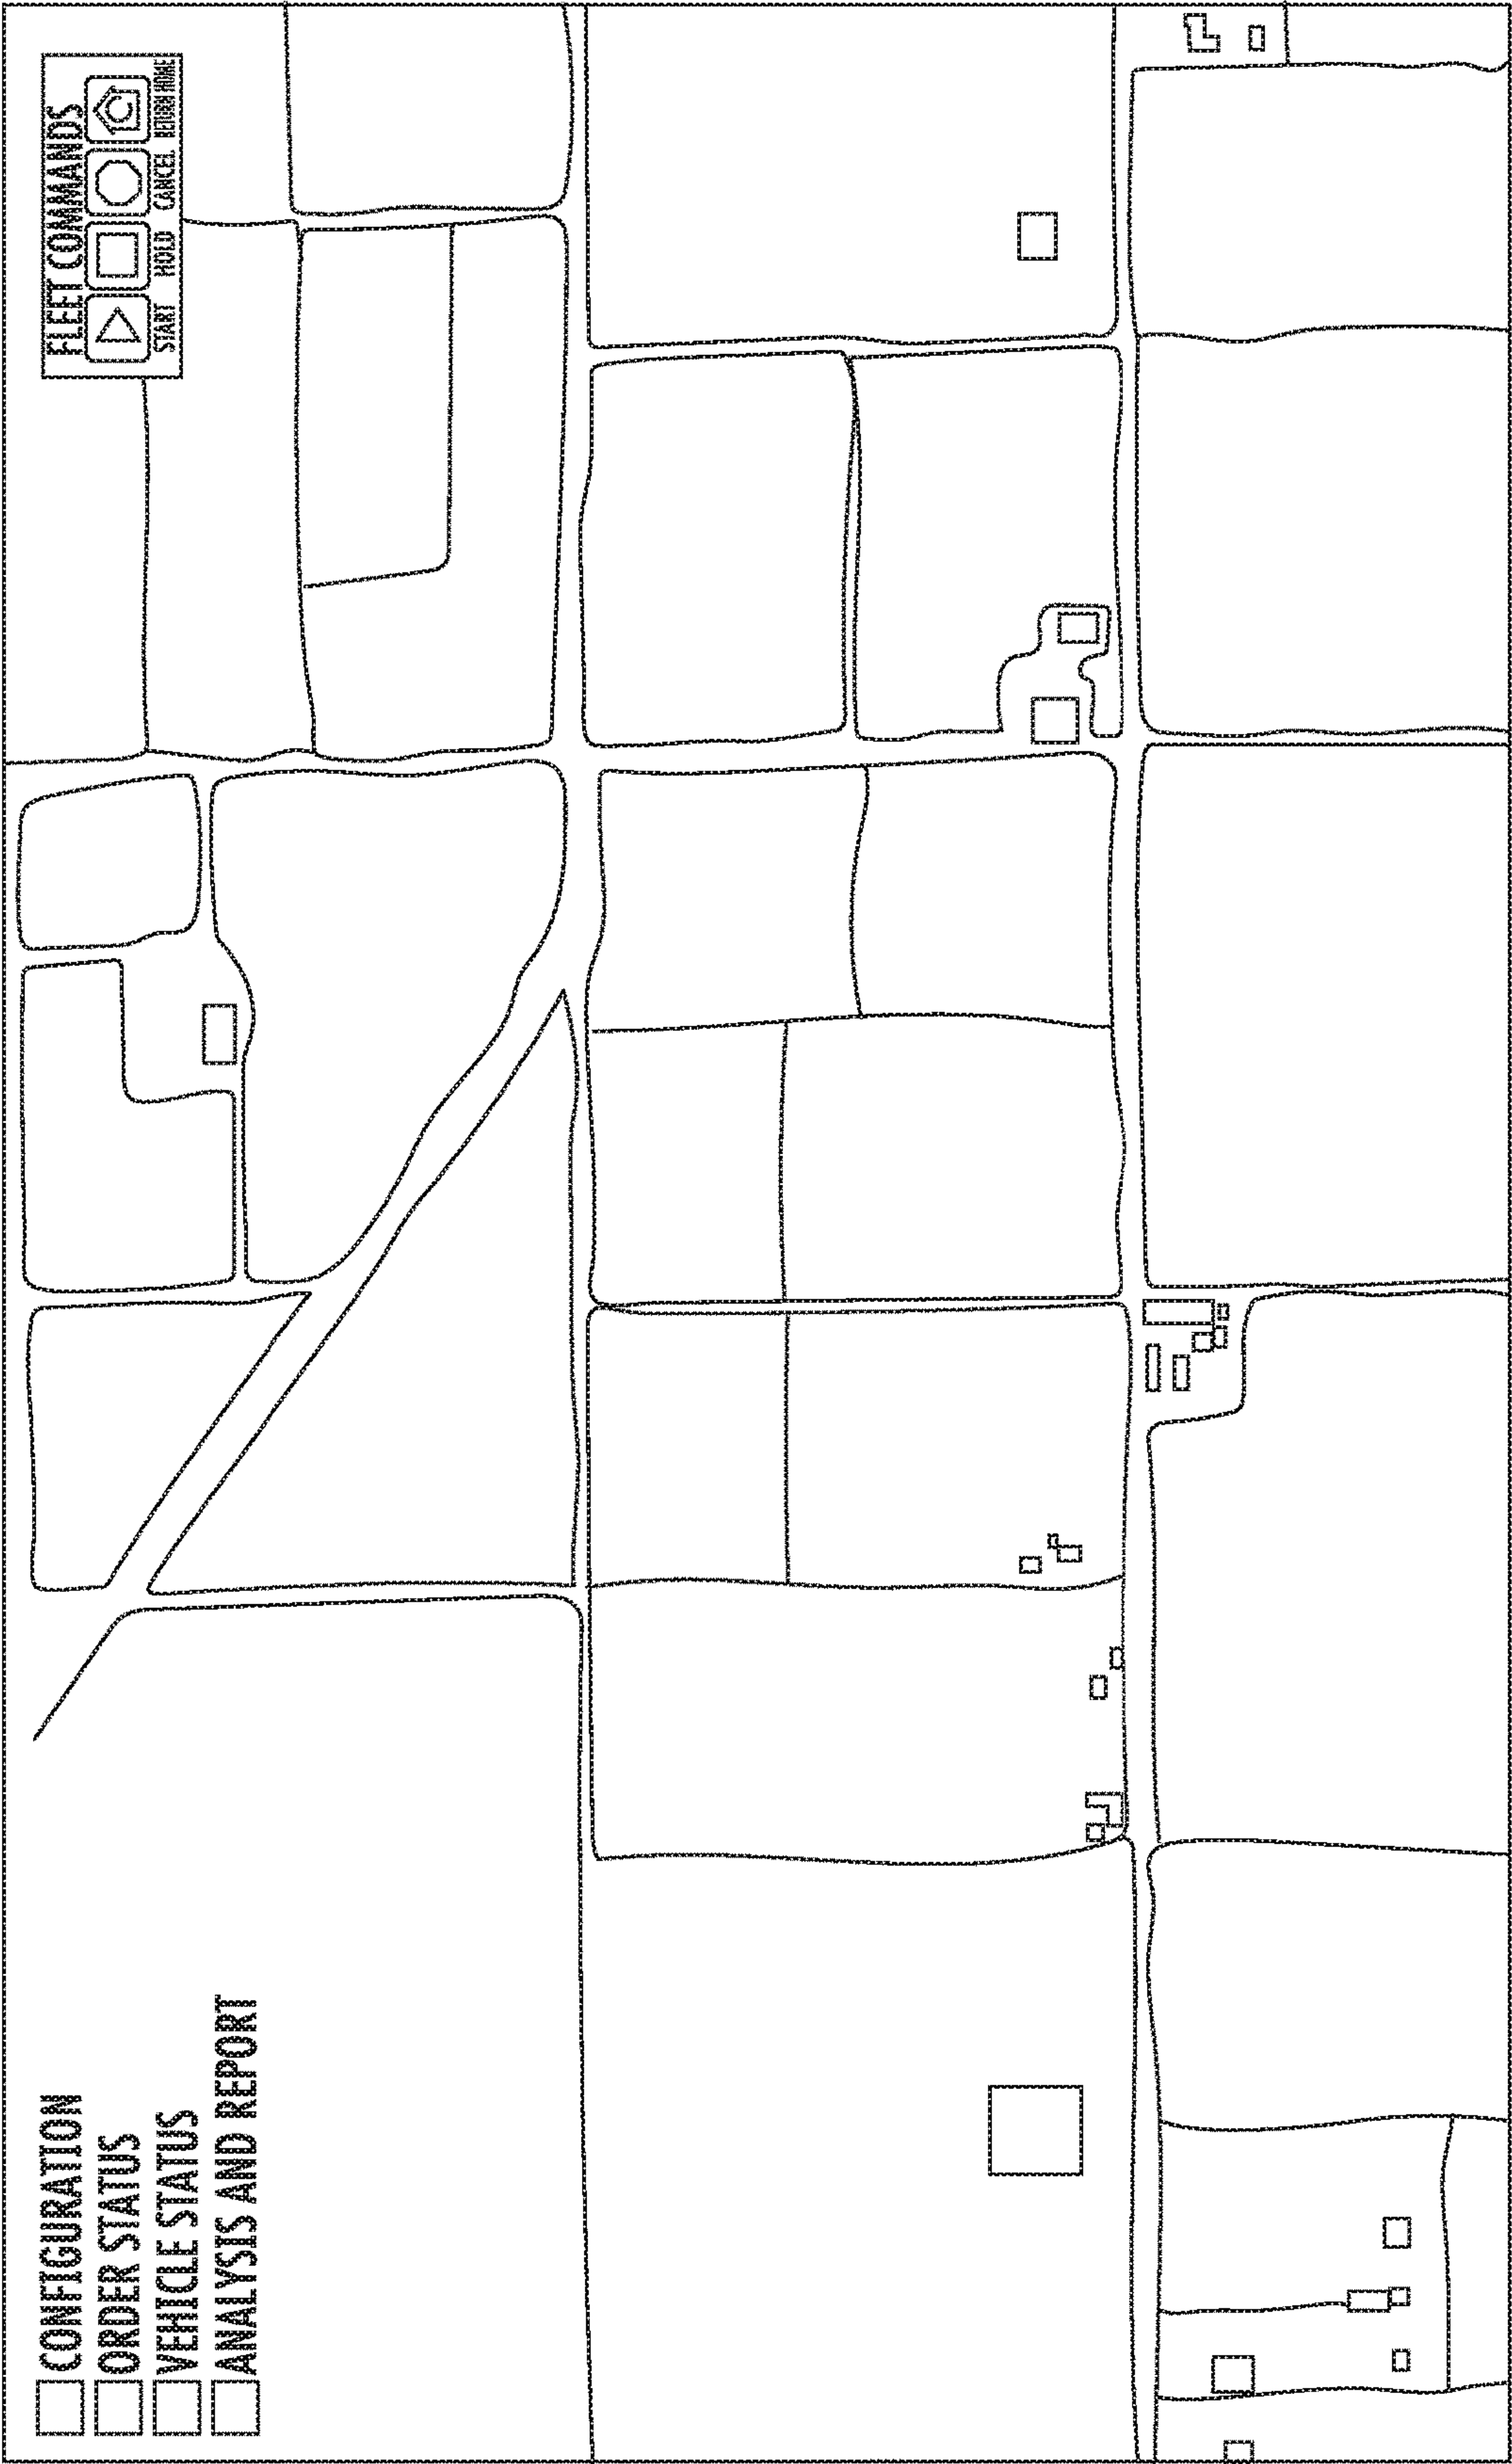 CONFIGURATION
ORDER STATUS
VEHICLE STATUS
ANALYSIS AND REPORT
FLEET COMMANDS
START HOLD CANCEL RETURN HOME